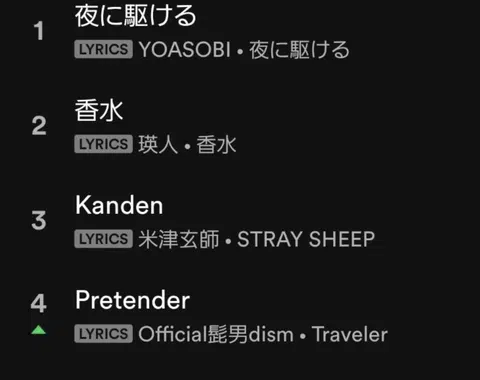 1
夜に駆ける
LYRICS YOASOBI • 夜に駆ける
2
香水
LYRICS 瑛人 • 香水
3
Kanden
LYRICS 米津玄師 • STRAY SHEEP
4
Pretender
LYRICS Official髭男dism • Traveler